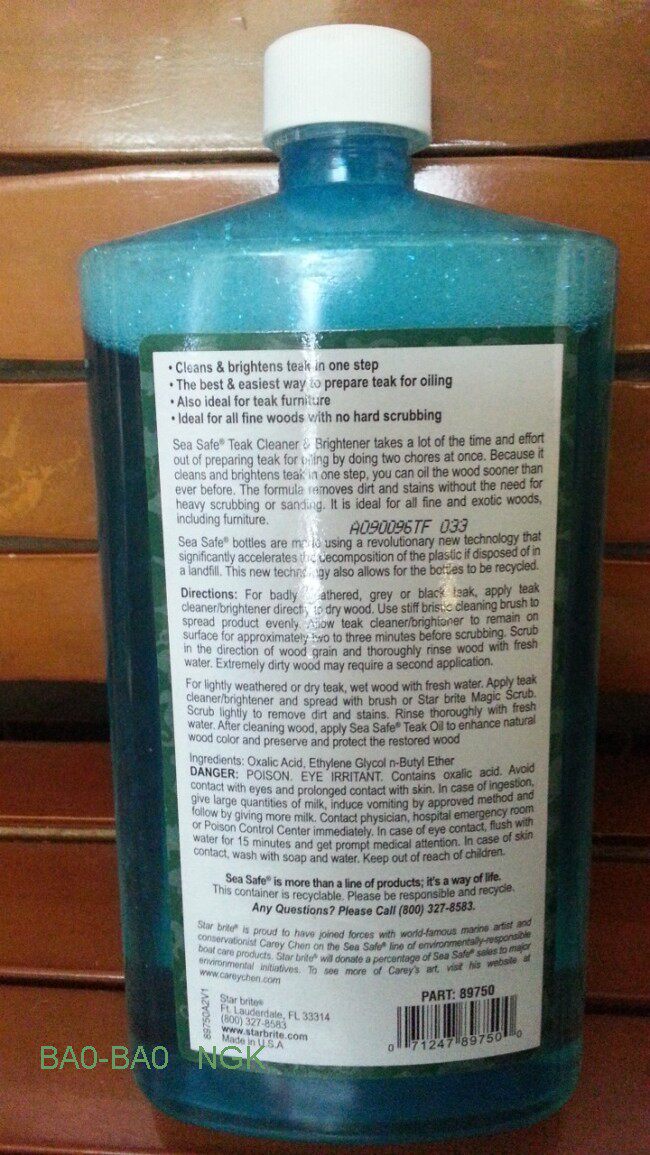 • Cleans & brightens teak in one step
• The best & easiest way to prepare teak for oiling
• Also ideal for teak furniture
• Ideal for all fine woods with no hard scrubbing
Sea Safe® Teak Cleaner & Brightener takes a lot of the time and effort
out of preparing teak for oiling by doing two chores at once. Because it
cleans and brightens teak in one step, you can oil the wood sooner than
ever before. The formula removes dirt and stains without the need for
heavy scrubbing or sanding. It is ideal for all fine and exotic woods,
including furniture.
A090096TF 033
Sea Safe® bottles are made using a revolutionary new technology that
significantly accelerates the decomposition of the plastic if disposed of in
a landfill. This new technology also allows for the bottles to be recycled.
Directions: For badly weathered, grey or black teak, apply teak
cleaner/brightener directly to dry wood. Use stiff bristle cleaning brush to
spread product evenly. Allow teak cleaner/brightener to remain on
surface for approximately two to three minutes before scrubbing. Scrub
in the direction of wood grain and thoroughly rinse wood with fresh
water. Extremely dirty wood may require a second application.
For lightly weathered or dry teak, wet wood with fresh water. Apply teak
cleaner/brightener and spread with brush or Star brite Magic Scrub.
Scrub lightly to remove dirt and stains. Rinse thoroughly with fresh
water. After cleaning wood, apply Sea Safe® Teak Oil to enhance natural
wood color and preserve and protect the restored wood
Ingredients: Oxalic Acid, Ethylene Glycol n-Butyl Ether
DANGER: POISON. EYE IRRITANT. Contains oxalic acid. Avoid
contact with eyes and prolonged contact with skin. In case of ingestion,
give large quantities of milk, induce vomiting by approved method and
follow by giving more milk. Contact physician, hospital emergency room
or Poison Control Center immediately. In case of eye contact, flush with
water for 15 minutes and get prompt medical attention. In case of skin
contact, wash with soap and water. Keep out of reach of children.
Sea Safe® is more than a line of products; it's a way of life.
This container is recyclable. Please be responsible and recycle.
Any Questions? Please Call (800) 327-8583.
Star brite® is proud to have joined forces with world-famous marine artist and
conservationist Carey Chen on the Sea Safe® line of environmentally-responsible
boat care products. Star brite® will donate a percentage of Sea Safe® sales to major
environmental initiatives. To see more of Carey's art, visit his website at
www.careychen.com
89750A2V1
Star brite®
Ft. Lauderdale, FL 33314
(800) 327-8583
www.starbrite.com
Made in U.S.A
PART: 89750
0 71247 89750 0
BAO-BAO NGK